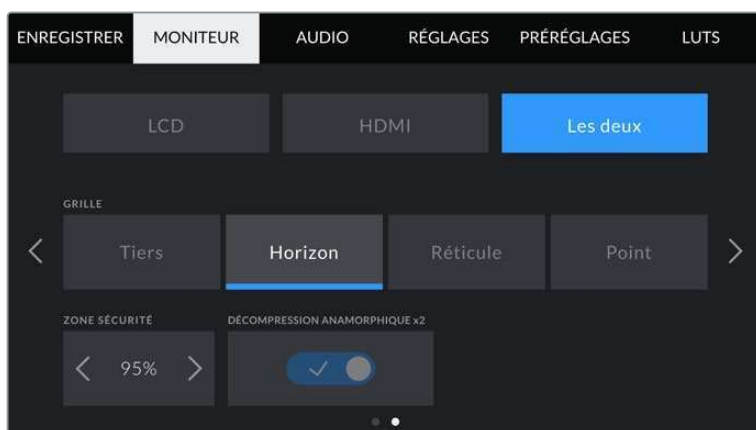 ENREGISTRER MONITEUR AUDIO RÉGLAGES PRÉRÉGLAGES LUTS
LCD HDMI Les deux
GRILLE
Tiers Horizon Réticule Point
ZONE SÉCURITÉ DÉCOMPRESSION ANAMORPHIQUE x2
95%